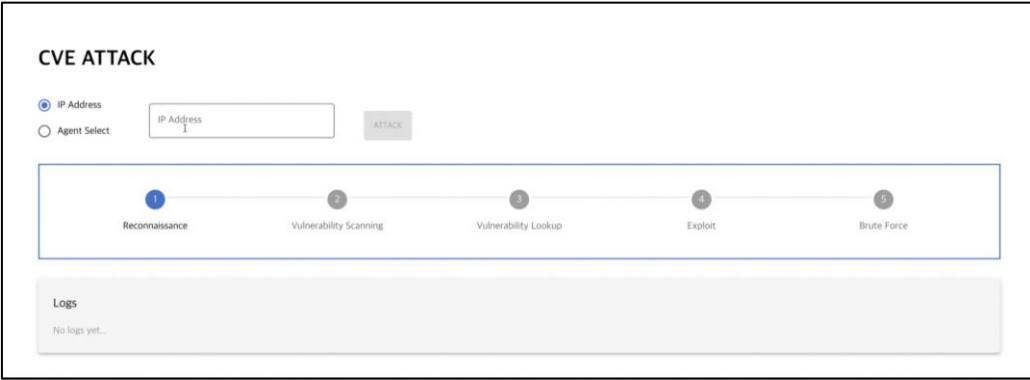 CVE ATTACK
IP Address
Agent Select
IP Address
ATTACK
1
2
3
4
5
Reconnaissance
Vulnerability Scanning
Vulnerability Lookup
Exploit
Brute Force
Logs
No logs yet...